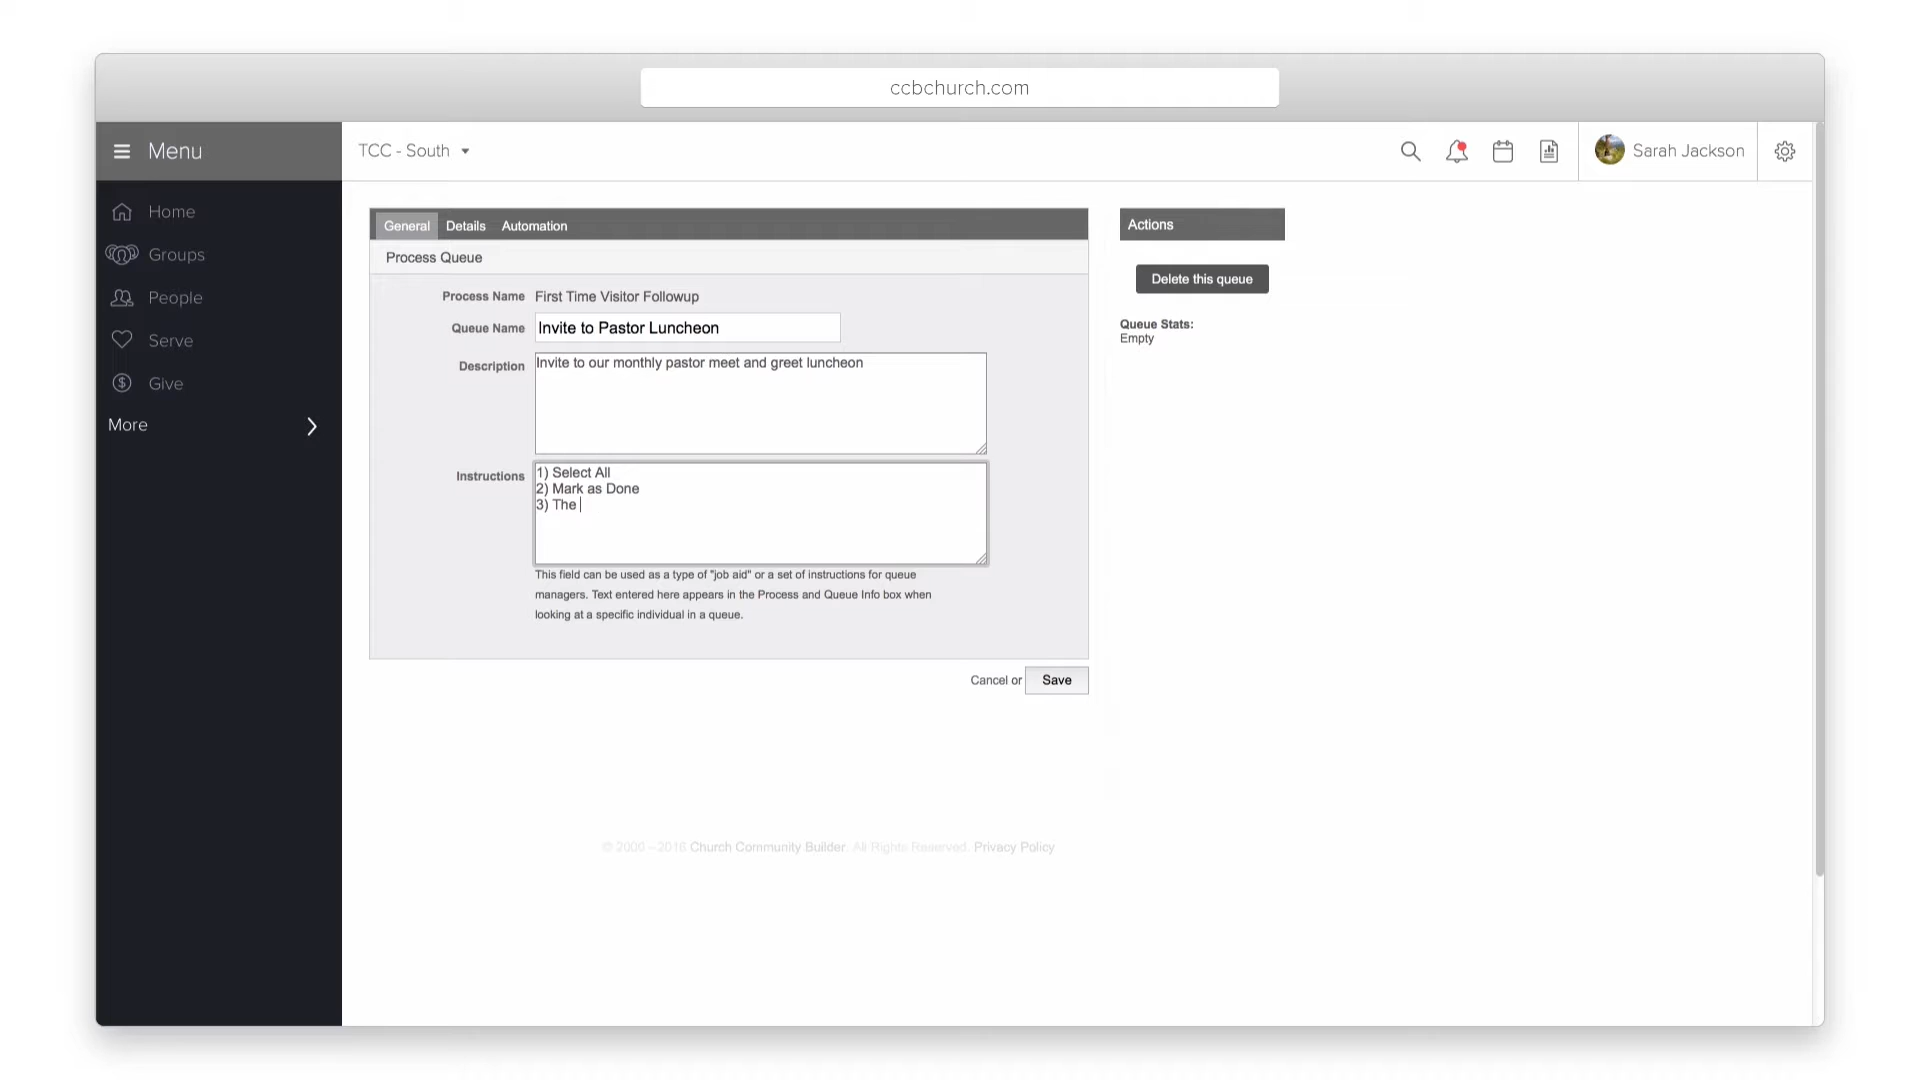 ccbchurch.com
Menu
TCC - South
Sarah Jackson
Home
Groups
People
Serve
Give
More
General Details Automation
Process Queue
Process Name First Time Visitor Followup
Queue Name Invite to Pastor Luncheon
Description Invite to our monthly pastor meet and greet luncheon
Instructions 1) Select All
2) Mark as Done
3) The
This field can be used as a type of "job aid" or a set of instructions for queue
managers. Text entered here appears in the Process and Queue Info box when
looking at a specific individual in a queue.
Cancel or Save
Actions
Delete this queue
Queue Stats:
Empty
© 2000 - 2016 Church Community Builder. All Rights Reserved. Privacy Policy